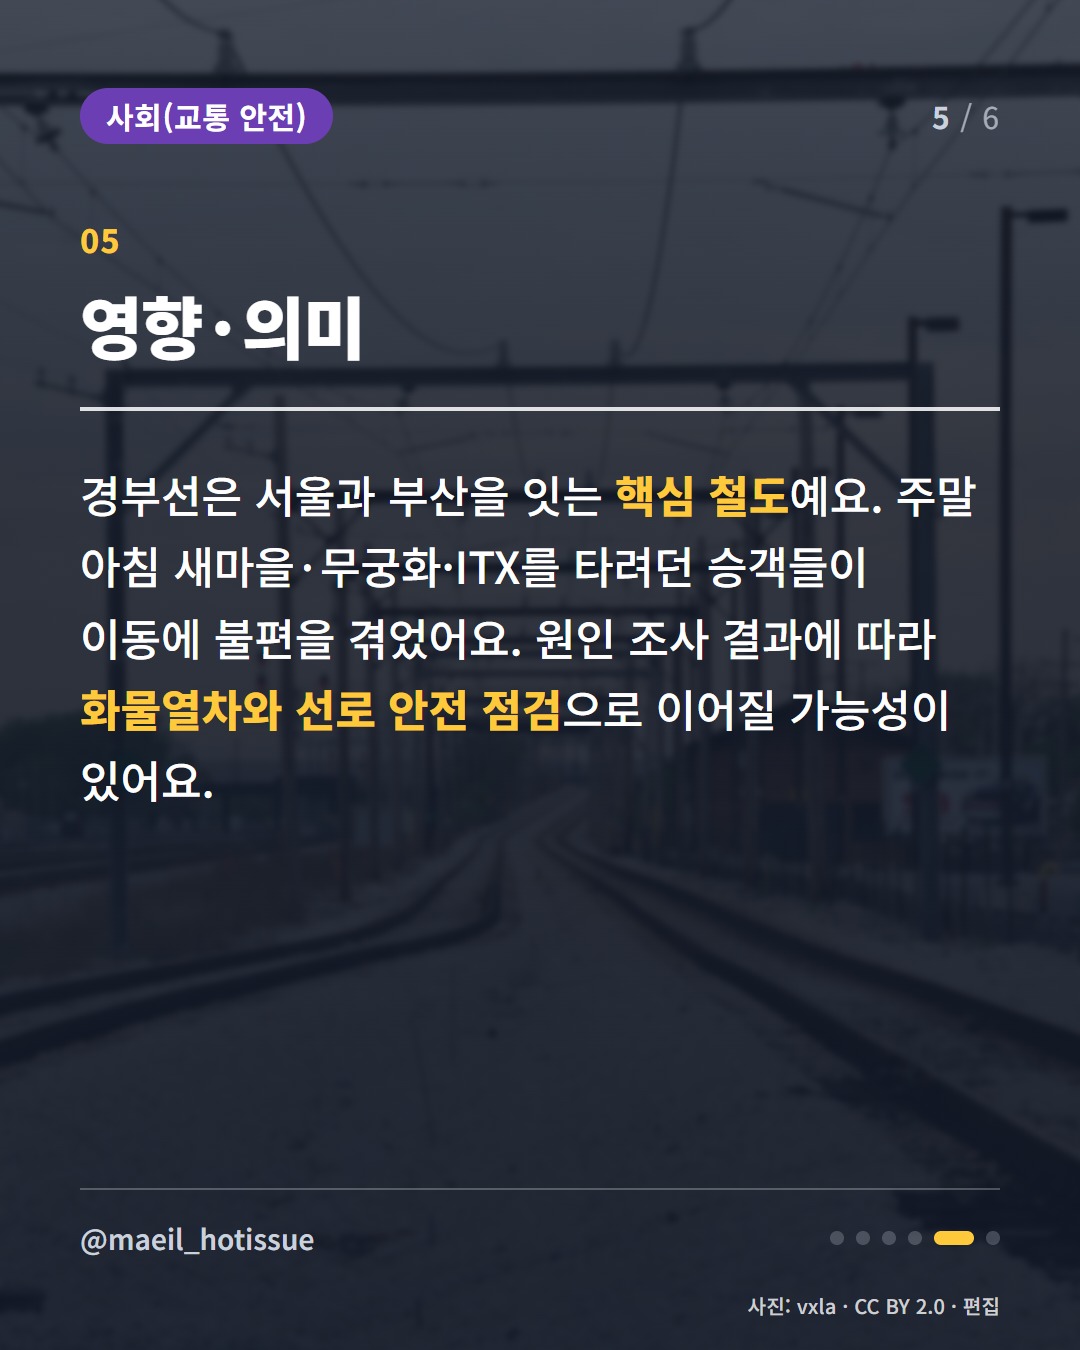 사회(교통 안전)
5 / 6
05
영향·의미
경부선은 서울과 부산을 잇는 핵심 철도예요. 주말
아침 새마을·무궁화·ITX를 타려던 승객들이
이동에 불편을 겪었어요. 원인 조사 결과에 따라
화물열차와 선로 안전 점검으로 이어질 가능성이
있어요.
@maeil_hotissue
사진: vxla · CC BY 2.0 · 편집